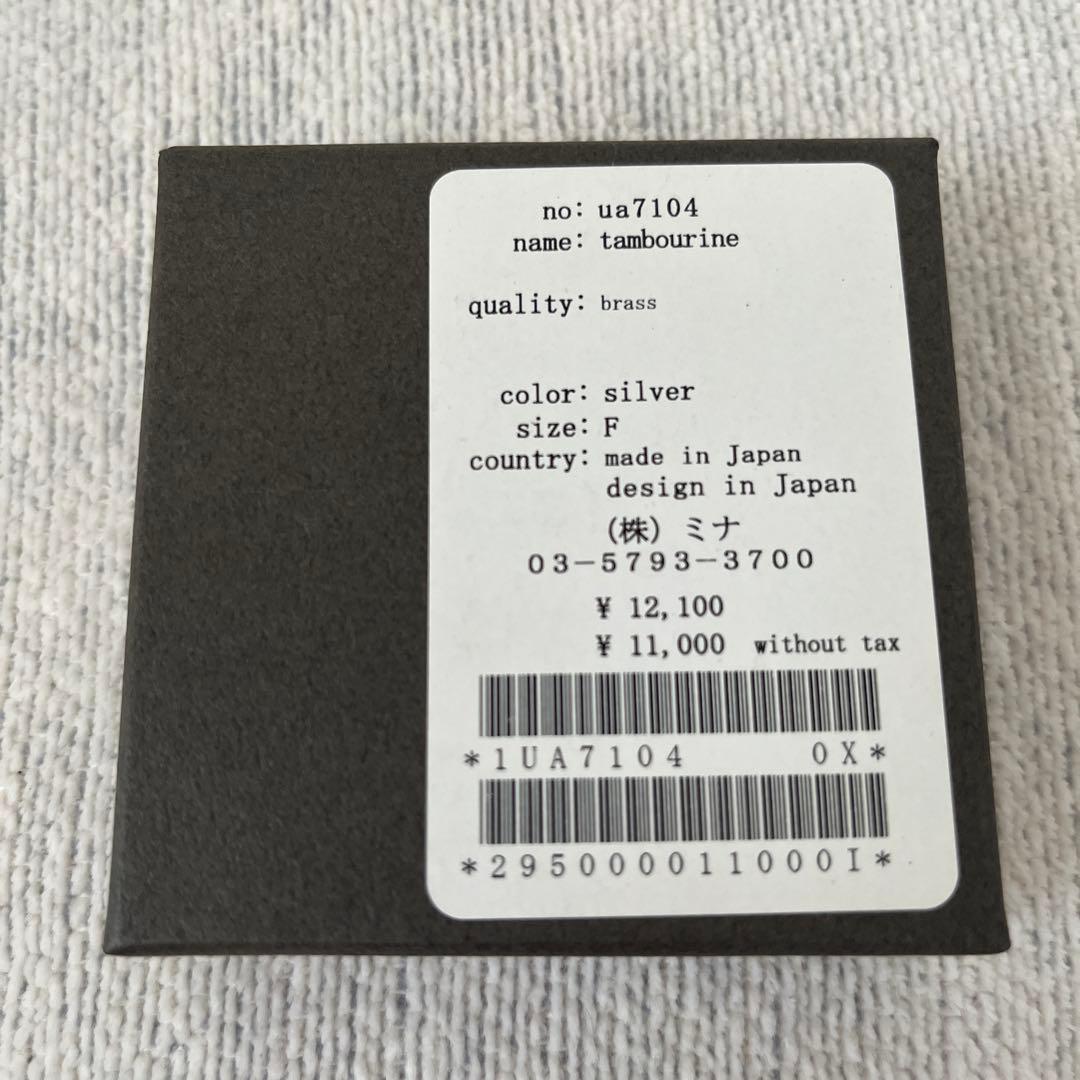 no: ua7104
name: tambourine
quality: brass
color: silver
size: F
country: made in Japan
design in Japan
(株) ミナ
03-5793-3700
¥ 12,100
¥ 11,000 without tax
*1UA7104 0X*
*295000011000I*